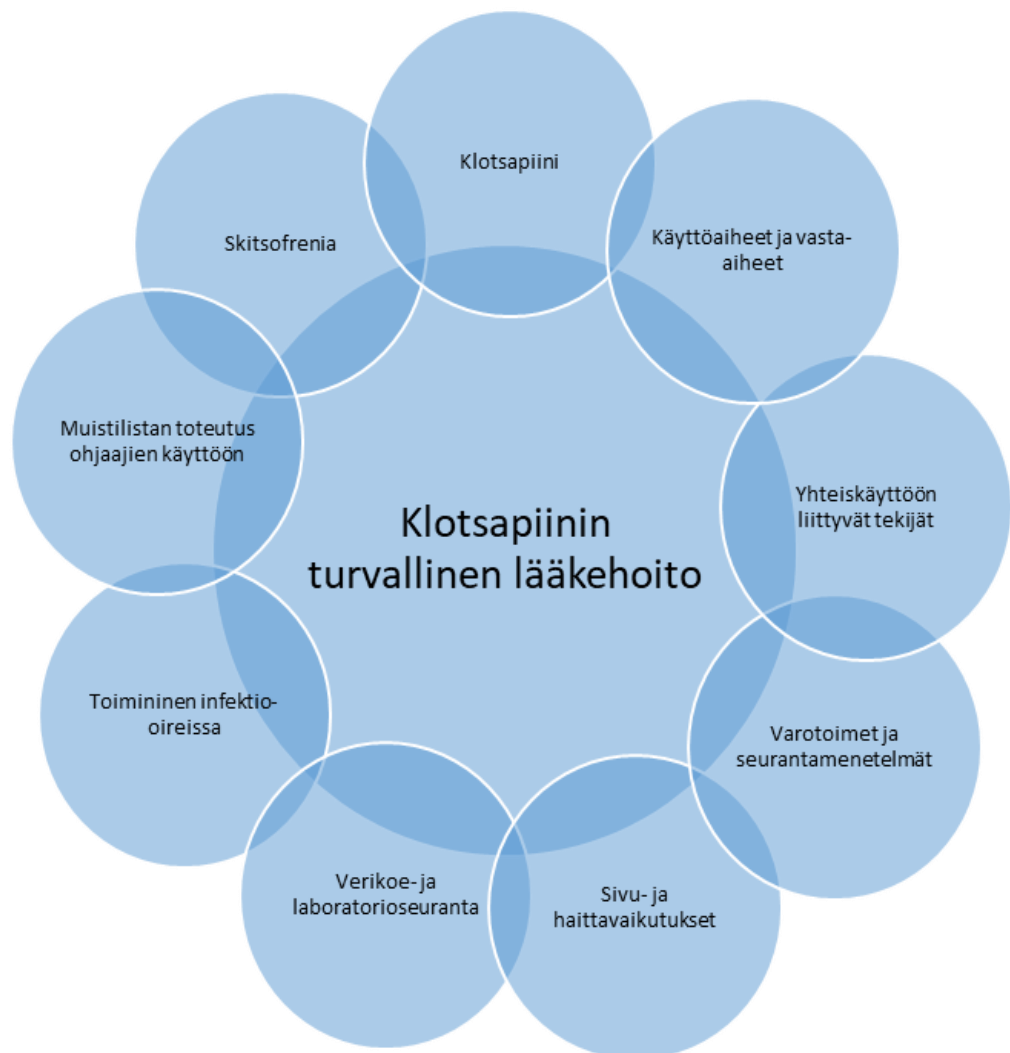 Klotsapiini
Käyttöaiheet ja vasta-
aiheet
Yhteiskäyttöön
liittyvät tekijät
Varotoimet ja
seurantamenetelmät
Sivu- ja
haittavaikutukset
Verikoe- ja
laboratorioseuranta
Toimininen infektio-
oireissa
Muistilistan toteutus
ohjaajien käyttöön
Skitsofrenia
Klotsapiinin
turvallinen lääkehoito